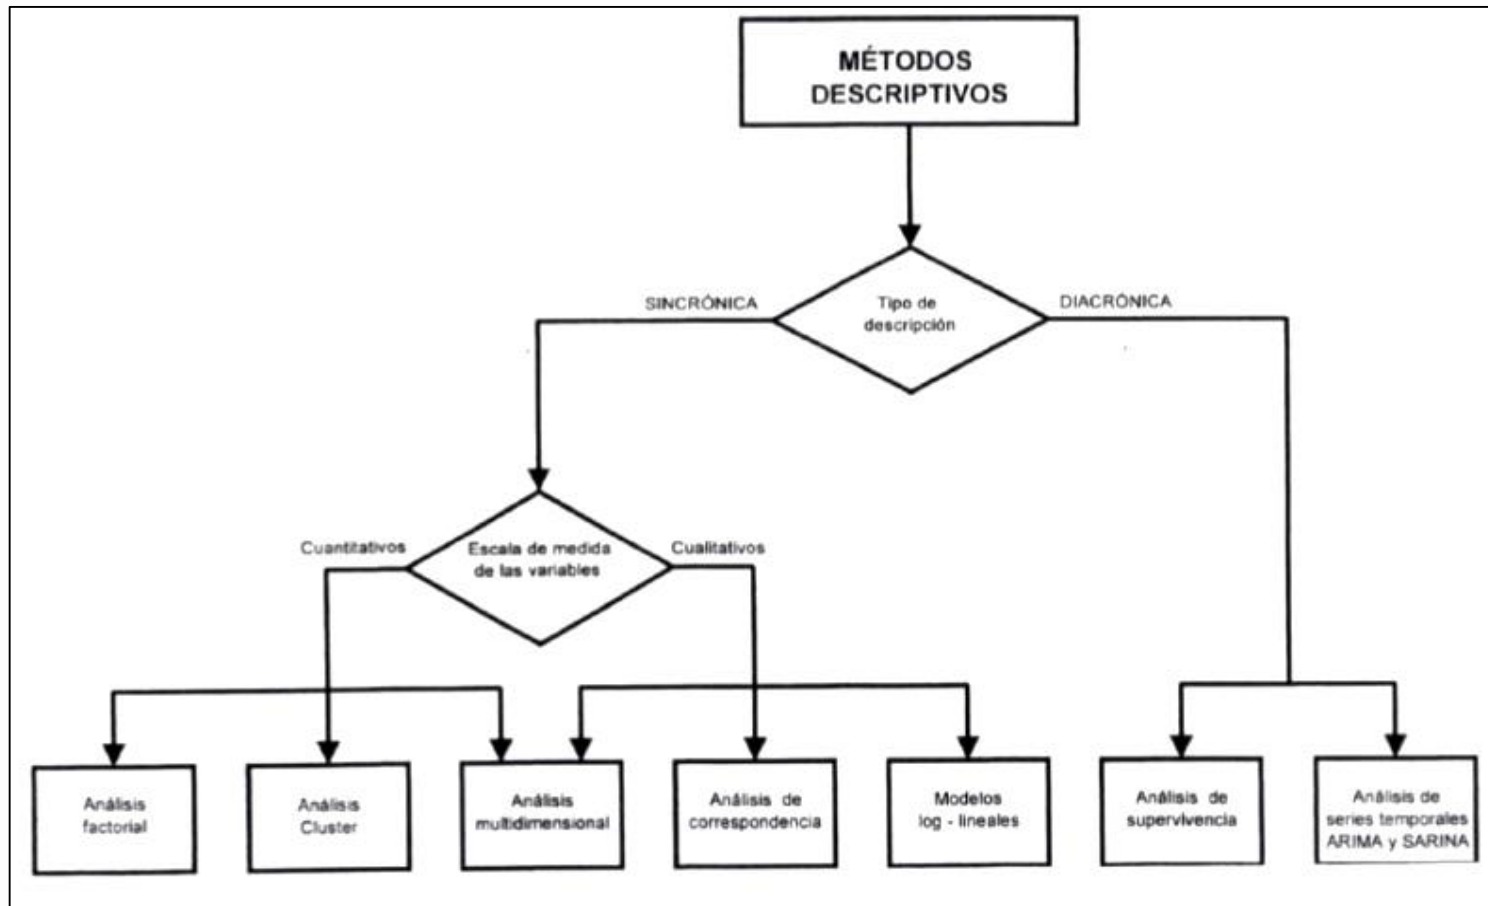 MÉTODOS
DESCRIPTIVOS
SINCRÓNICA
Tipo de
descripción
DIACRÓNICA
Cuantitativos
Escala de medida
de las variables
Cualitativos
Análisis
factorial
Análisis
Cluster
Análisis
multidimensional
Análisis de
correspondencia
Modelos
log - lineales
Análisis de
supervivencia
Análisis de
series temporales
ARIMA y SARINA